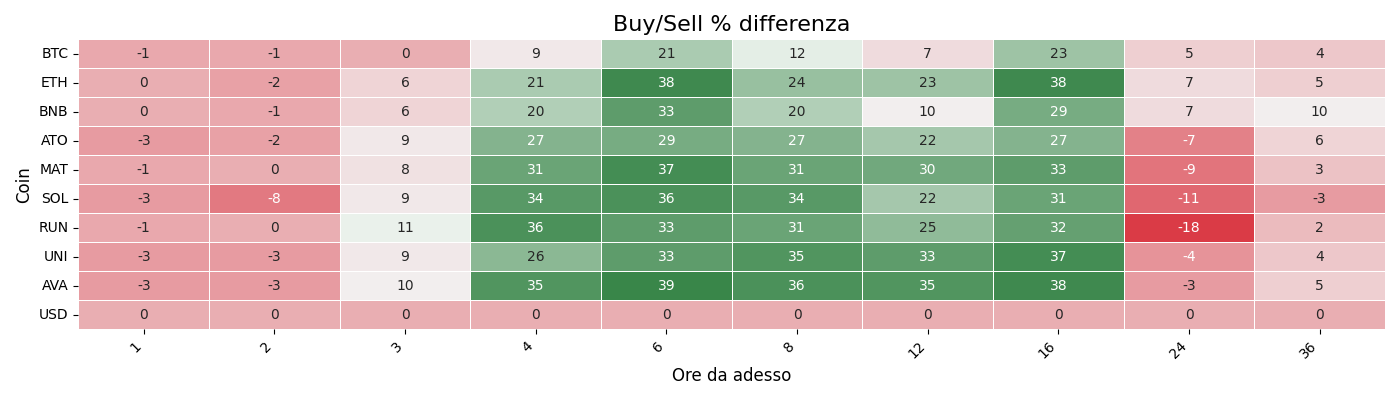 Buy/Sell % differenza
Coin
BTC -1 -1 0 9 21 12 7 23 5 4
ETH 0 -2 6 21 38 24 23 38 7 5
BNB 0 -1 6 20 33 20 10 29 7 10
ATO -3 -2 9 27 29 27 22 27 -7 6
MAT -1 0 8 31 37 31 30 33 -9 3
SOL -3 -8 9 34 36 34 22 31 -11 -3
RUN -1 0 11 36 33 31 25 32 -18 2
UNI -3 -3 9 26 33 35 33 37 -4 4
AVA -3 -3 10 35 39 36 35 38 -3 5
USD 0 0 0 0 0 0 0 0 0 0
1 2 3 4 6 8 12 16 24 36
Ore da adesso